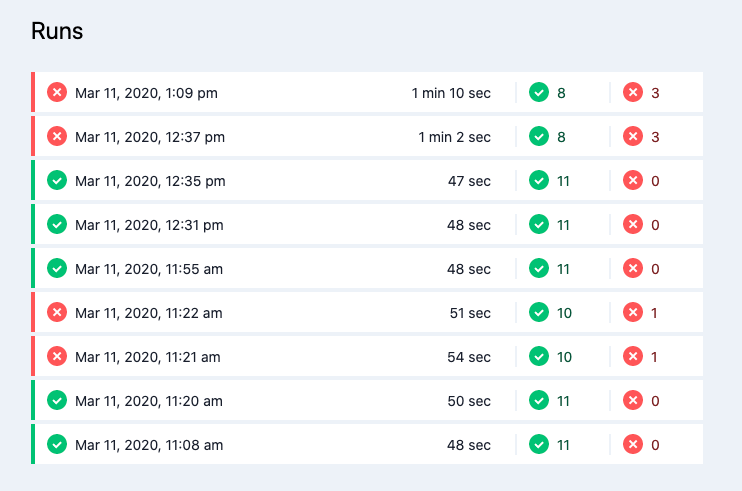 Runs
Mar 11, 2020, 1:09 pm 1 min 10 sec 8 3
Mar 11, 2020, 12:37 pm 1 min 2 sec 8 3
Mar 11, 2020, 12:35 pm 47 sec 11 0
Mar 11, 2020, 12:31 pm 48 sec 11 0
Mar 11, 2020, 11:55 am 48 sec 11 0
Mar 11, 2020, 11:22 am 51 sec 10 1
Mar 11, 2020, 11:21 am 54 sec 10 1
Mar 11, 2020, 11:20 am 50 sec 11 0
Mar 11, 2020, 11:08 am 48 sec 11 0